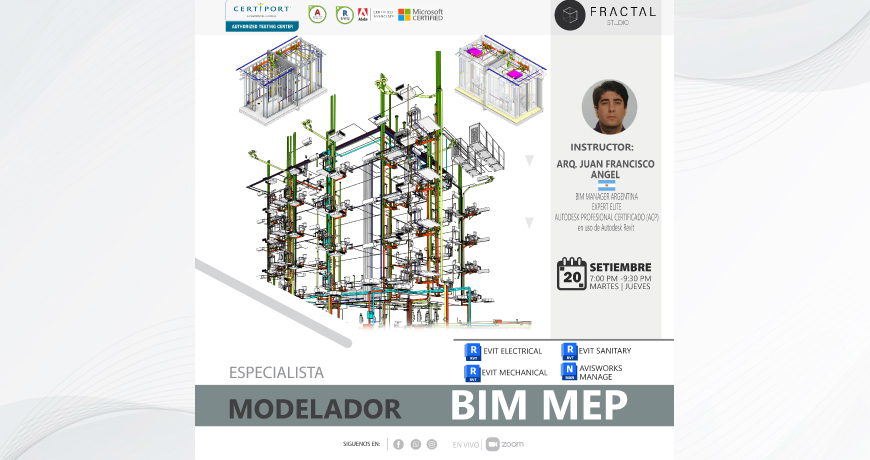 CERTIPORT
AUTHORIZED TESTING CENTER
Adobe
CERTIFIED
ASSOCIATE
Microsoft
CERTIFIED
FRACTAL
STUDIO
INSTRUCTOR:
ARQ. JUAN FRANCISCO
ANGEL
BIM MANAGER ARGENTINA
EXPERT ELITE
AUTODESK PROFESIONAL CERTIFICADO (ACP)
en uso de Autodesk Revit
20
SETIEMBRE
7:00 PM -9:30 PM
MARTES | JUEVES
R EVIT ELECTRICAL
RVT
R EVIT SANITARY
RVT
R EVIT MECHANICAL
RVT
N AVISWORKS
MANAGE
ESPECIALISTA
MODELADOR BIM MEP
SIGUENOS EN:
EN VIVO
zoom